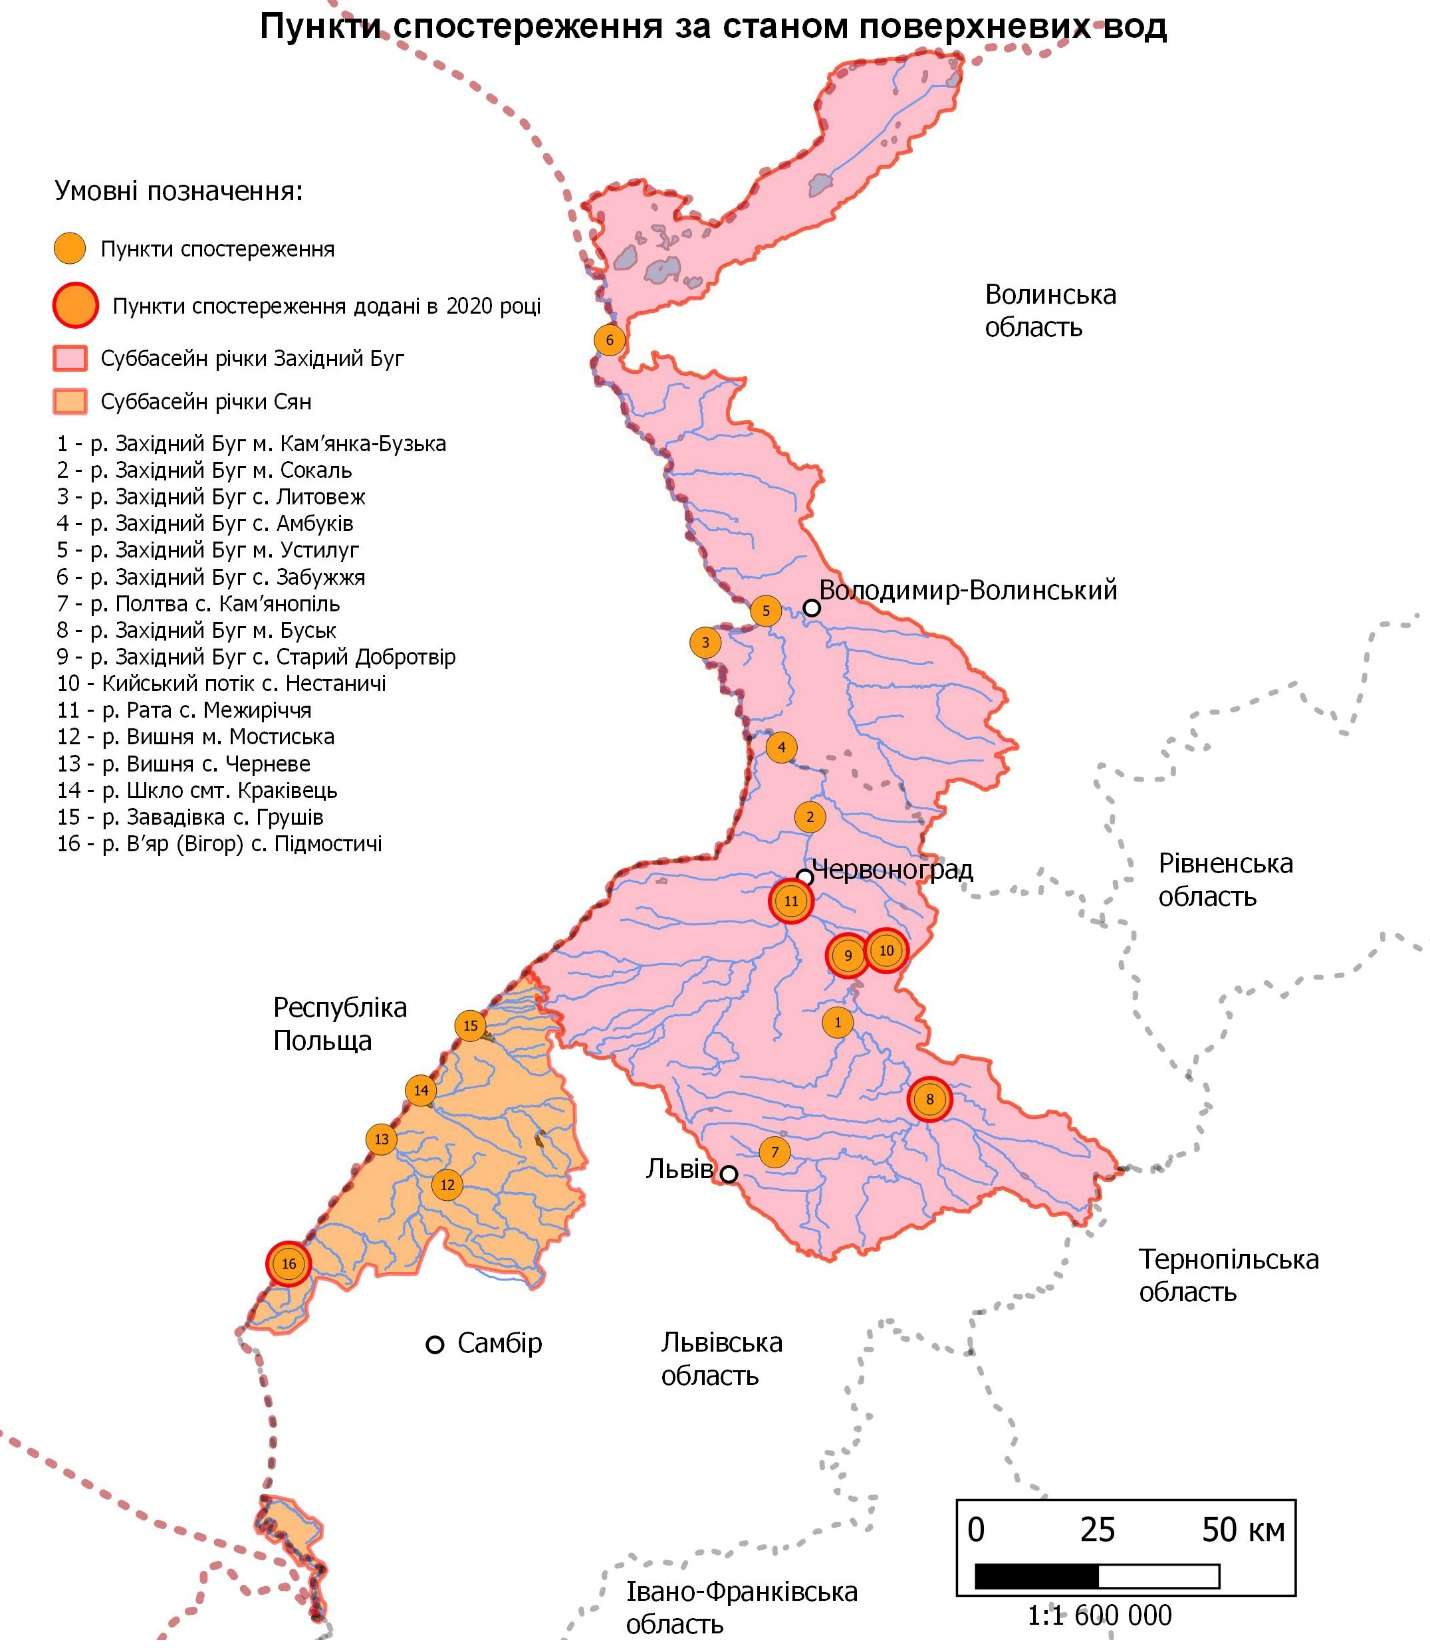 Пункти спостереження за станом поверхневих вод
Умовні позначення:
Пункти спостереження
Пункти спостереження додані в 2020 році
Суббасейн річки Західний Буг
Суббасейн річки Сян
1 - р. Західний Буг м. Кам'янка-Бузька
2 - р. Західний Буг м. Сокаль
3 - р. Західний Буг с. Литовеж
4 - р. Західний Буг с. Амбуків
5 - р. Західний Буг м. Устилуг
6 - р. Західний Буг с. Забужжя
7 - р. Полтва с. Кам'янопіль
8 - р. Західний Буг м. Буськ
9 - р. Західний Буг с. Старий Добротвір
10 - Кийський потік с. Нестаничі
11 - р. Рата с. Межиріччя
12 - р. Вишня м. Мостиська
13 - р. Вишня с. Черневе
14 - р. Шкло смт. Краківець
15 - р. Завадівка с. Грушів
16 - р. В'яр (Вігор) с. Підмостичі
Волинська
область
6
Володимир-Волинський
5
3
4
2
Червоноград
11
Рівненська
область
9
10
Республіка
Польща
15
1
14
8
13
7
Львів
12
16
Тернопільська
область
Самбір
Львівська
область
0 25 50 км
1:1 600 000
Івано-Франківська
область